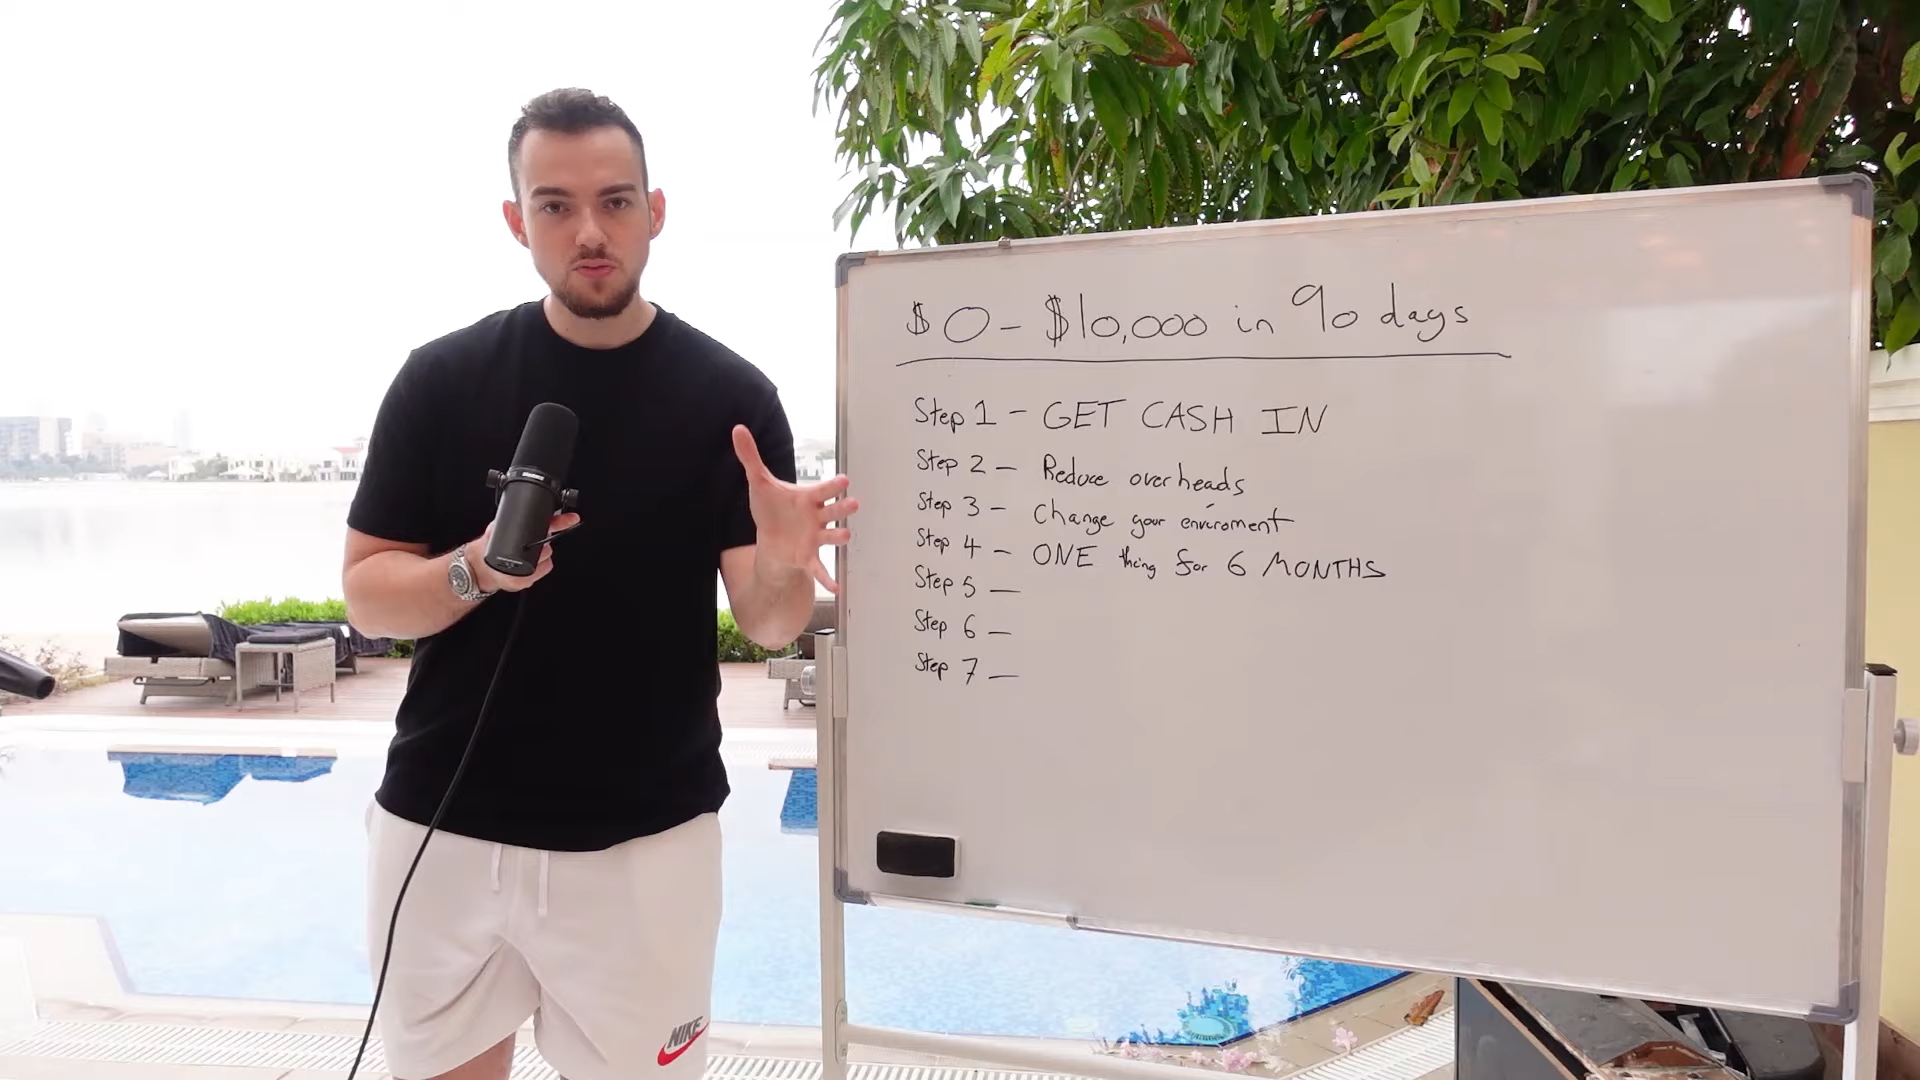 $0 - $10,000 in 90 days
Step 1 - GET CASH IN
Step 2 - Reduce overheads
Step 3 - Change your enviroment
Step 4 - ONE thing for 6 MONTHS
Step 5 -
Step 6 -
Step 7 -
NIKE